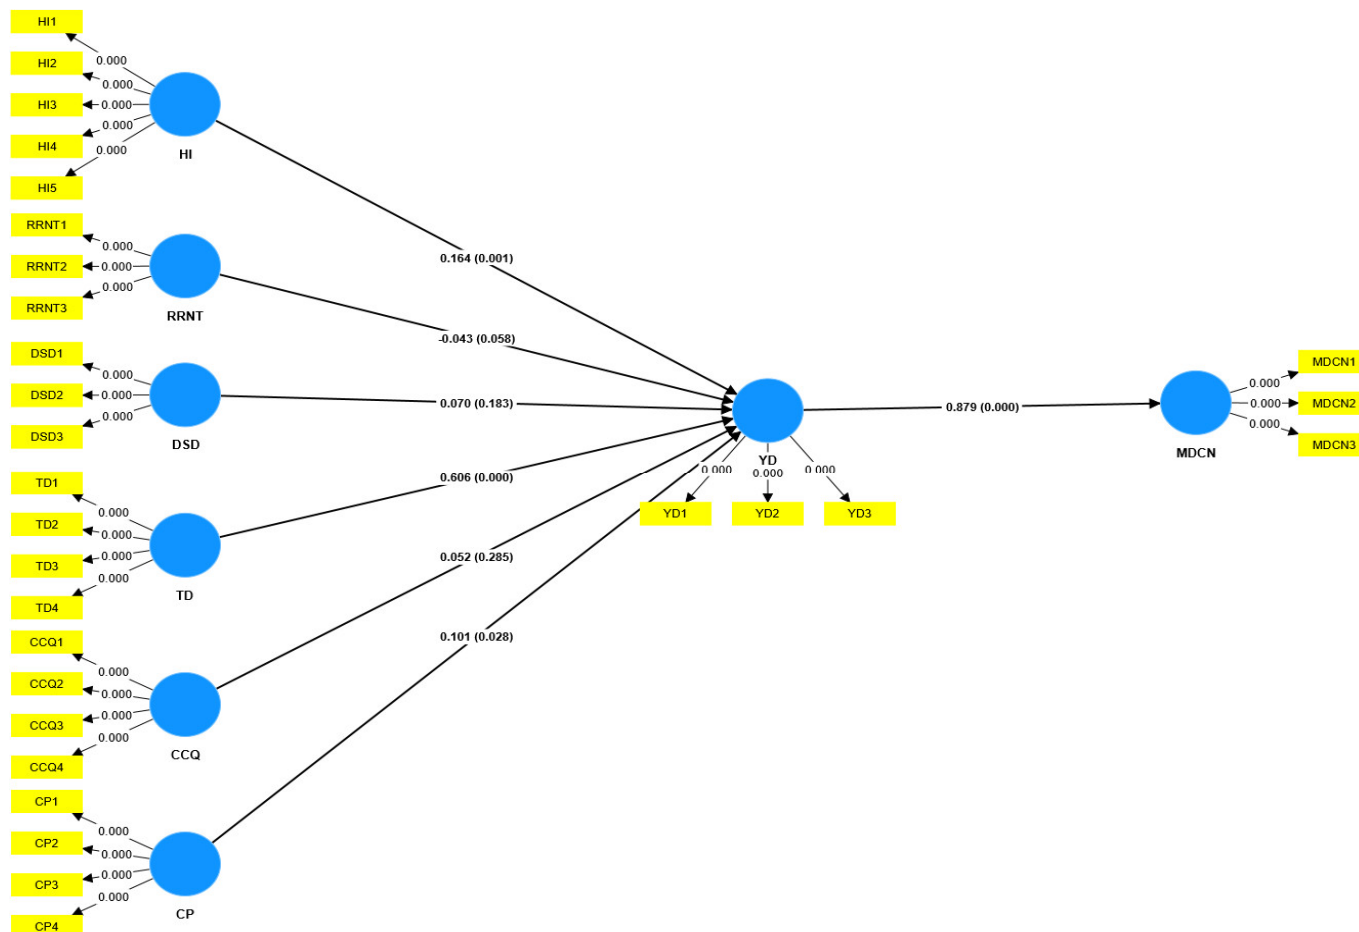 HI1
0.000
HI2
0.000
HI3
0.000
HI4
0.000
HI5
0.000
HI
RRNT1
0.000
RRNT2
0.000
RRNT3
0.000
RRNT
DSD1
0.000
DSD2
0.000
DSD3
0.000
DSD
TD1
0.000
TD2
0.000
TD3
0.000
TD4
0.000
TD
CCQ1
0.000
CCQ2
0.000
CCQ3
0.000
CCQ4
0.000
CCQ
CP1
0.000
CP2
0.000
CP3
0.000
CP4
0.000
CP
0.164 (0.001)
-0.043 (0.058)
0.070 (0.183)
0.606 (0.000)
0.052 (0.285)
0.101 (0.028)
YD
0.000
0.000
0.000
YD1
YD2
YD3
0.879 (0.000)
MDCN
0.000
MDCN1
0.000
MDCN2
0.000
MDCN3